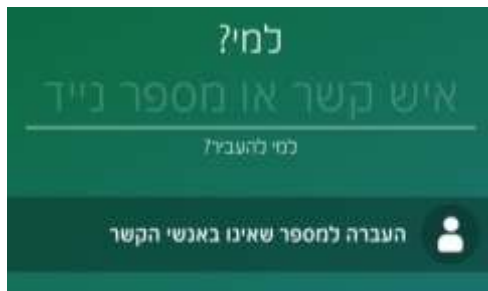 למי?
איש קשר או מספר נייד
למי להעביר?
העברה למספר שאינו באנשי הקשר